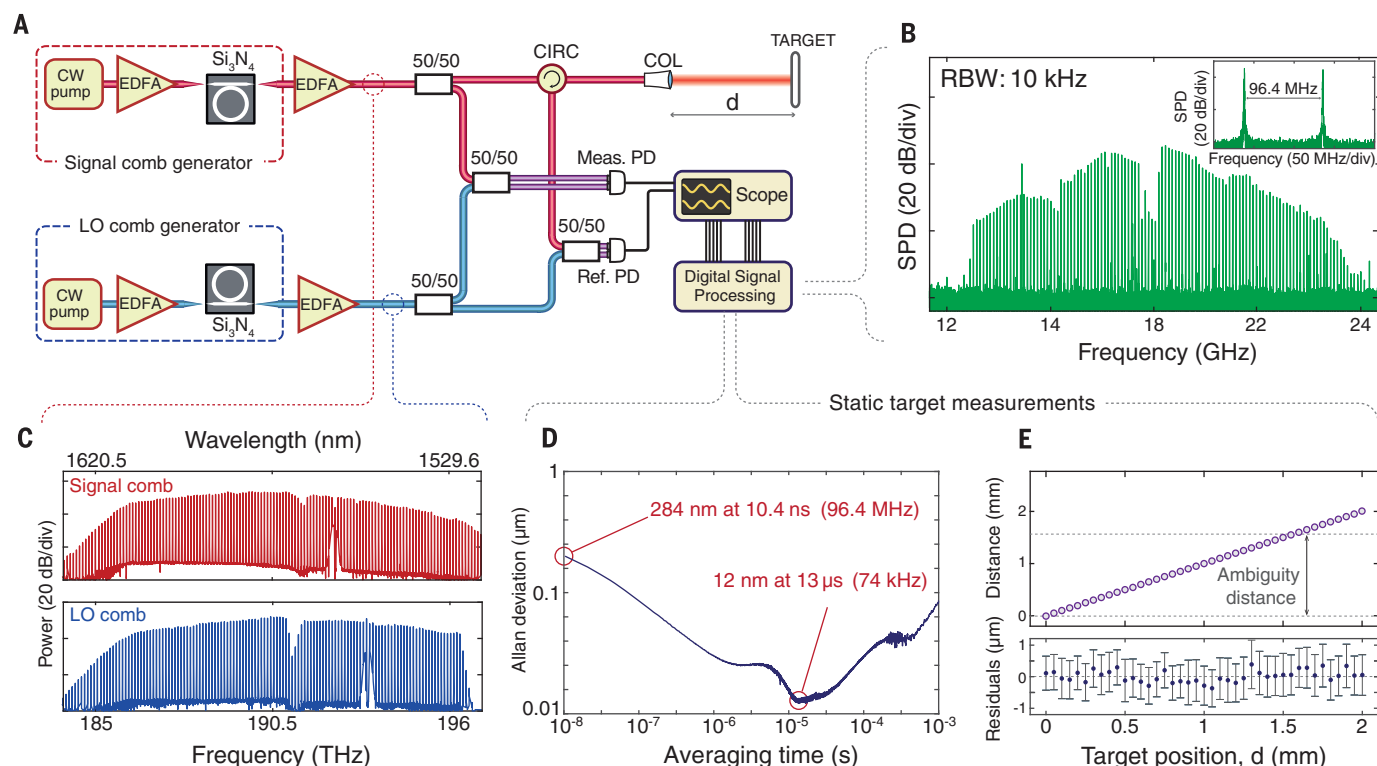 A
CW
pump
EDFA
Si₃N₄
EDFA
Signal comb generator
50/50
CIRC
COL
TARGET
d
50/50
Meas. PD
Scope
50/50
Ref. PD
Digital Signal
Processing
LO comb generator
CW
pump
EDFA
Si₃N₄
EDFA
50/50
B
RBW: 10 kHz
SPD (20 dB/div)
12 14 18 22 24
Frequency (GHz)
SPD
(20 dB/div)
96.4 MHz
Frequency (50 MHz/div)
Static target measurements
C
Wavelength (nm)
1620.5 1529.6
Signal comb
LO comb
Power (20 dB/div)
185 190.5 196
Frequency (THz)
D
Allan deviation (µm)
1
0.1
0.01
284 nm at 10.4 ns (96.4 MHz)
12 nm at 13 µs (74 kHz)
10⁻⁸ 10⁻⁷ 10⁻⁶ 10⁻⁵ 10⁻⁴ 10⁻³
Averaging time (s)
E
Distance (mm)
2
1
0
Ambiguity
distance
Residuals (µm)
1
0
-1
0 0.5 1 1.5 2
Target position, d (mm)